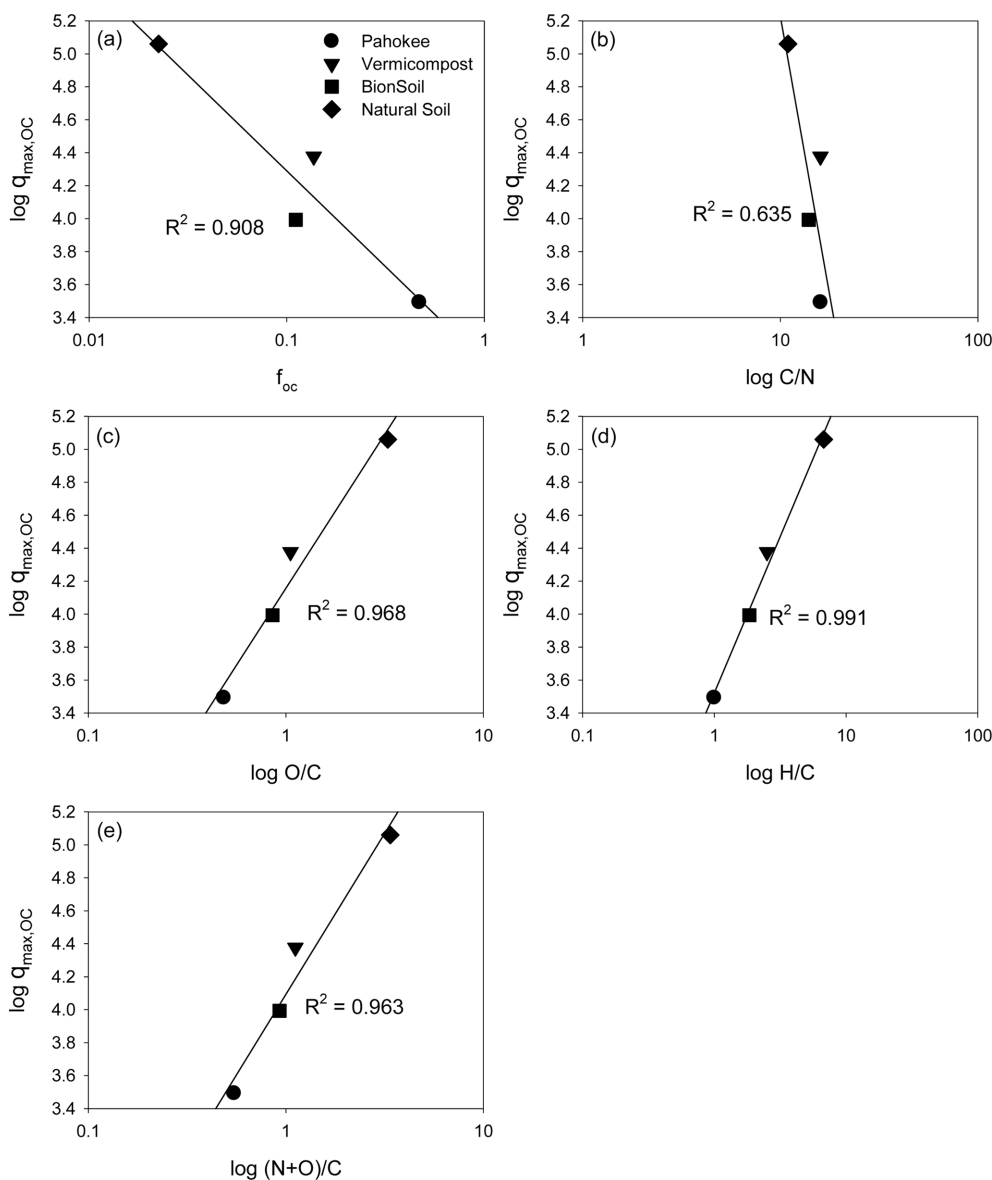 (a)
Pahokee
Vermicompost
BionSoil
Natural Soil
R² = 0.908
log q_max,OC
5.2
5.0
4.8
4.6
4.4
4.2
4.0
3.8
3.6
3.4
0.01 0.1 1
f_oc
(b)
R² = 0.635
log q_max,OC
5.2
5.0
4.8
4.6
4.4
4.2
4.0
3.8
3.6
3.4
1 10 100
log C/N
(c)
R² = 0.968
log q_max,OC
5.2
5.0
4.8
4.6
4.4
4.2
4.0
3.8
3.6
3.4
0.1 1 10
log O/C
(d)
R² = 0.991
log q_max,OC
5.2
5.0
4.8
4.6
4.4
4.2
4.0
3.8
3.6
3.4
0.1 1 10 100
log H/C
(e)
R² = 0.963
log q_max,OC
5.2
5.0
4.8
4.6
4.4
4.2
4.0
3.8
3.6
3.4
0.1 1 10
log (N+O)/C